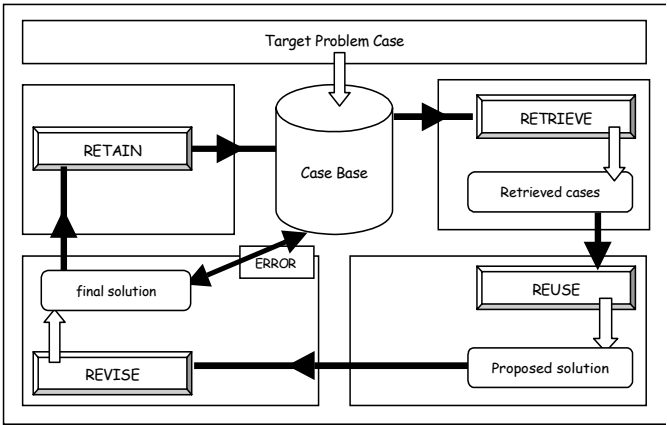 Target Problem Case
RETRIEVE
RETAIN
Case Base
Retrieved cases
ERROR
final solution
REUSE
Proposed solution
REVISE